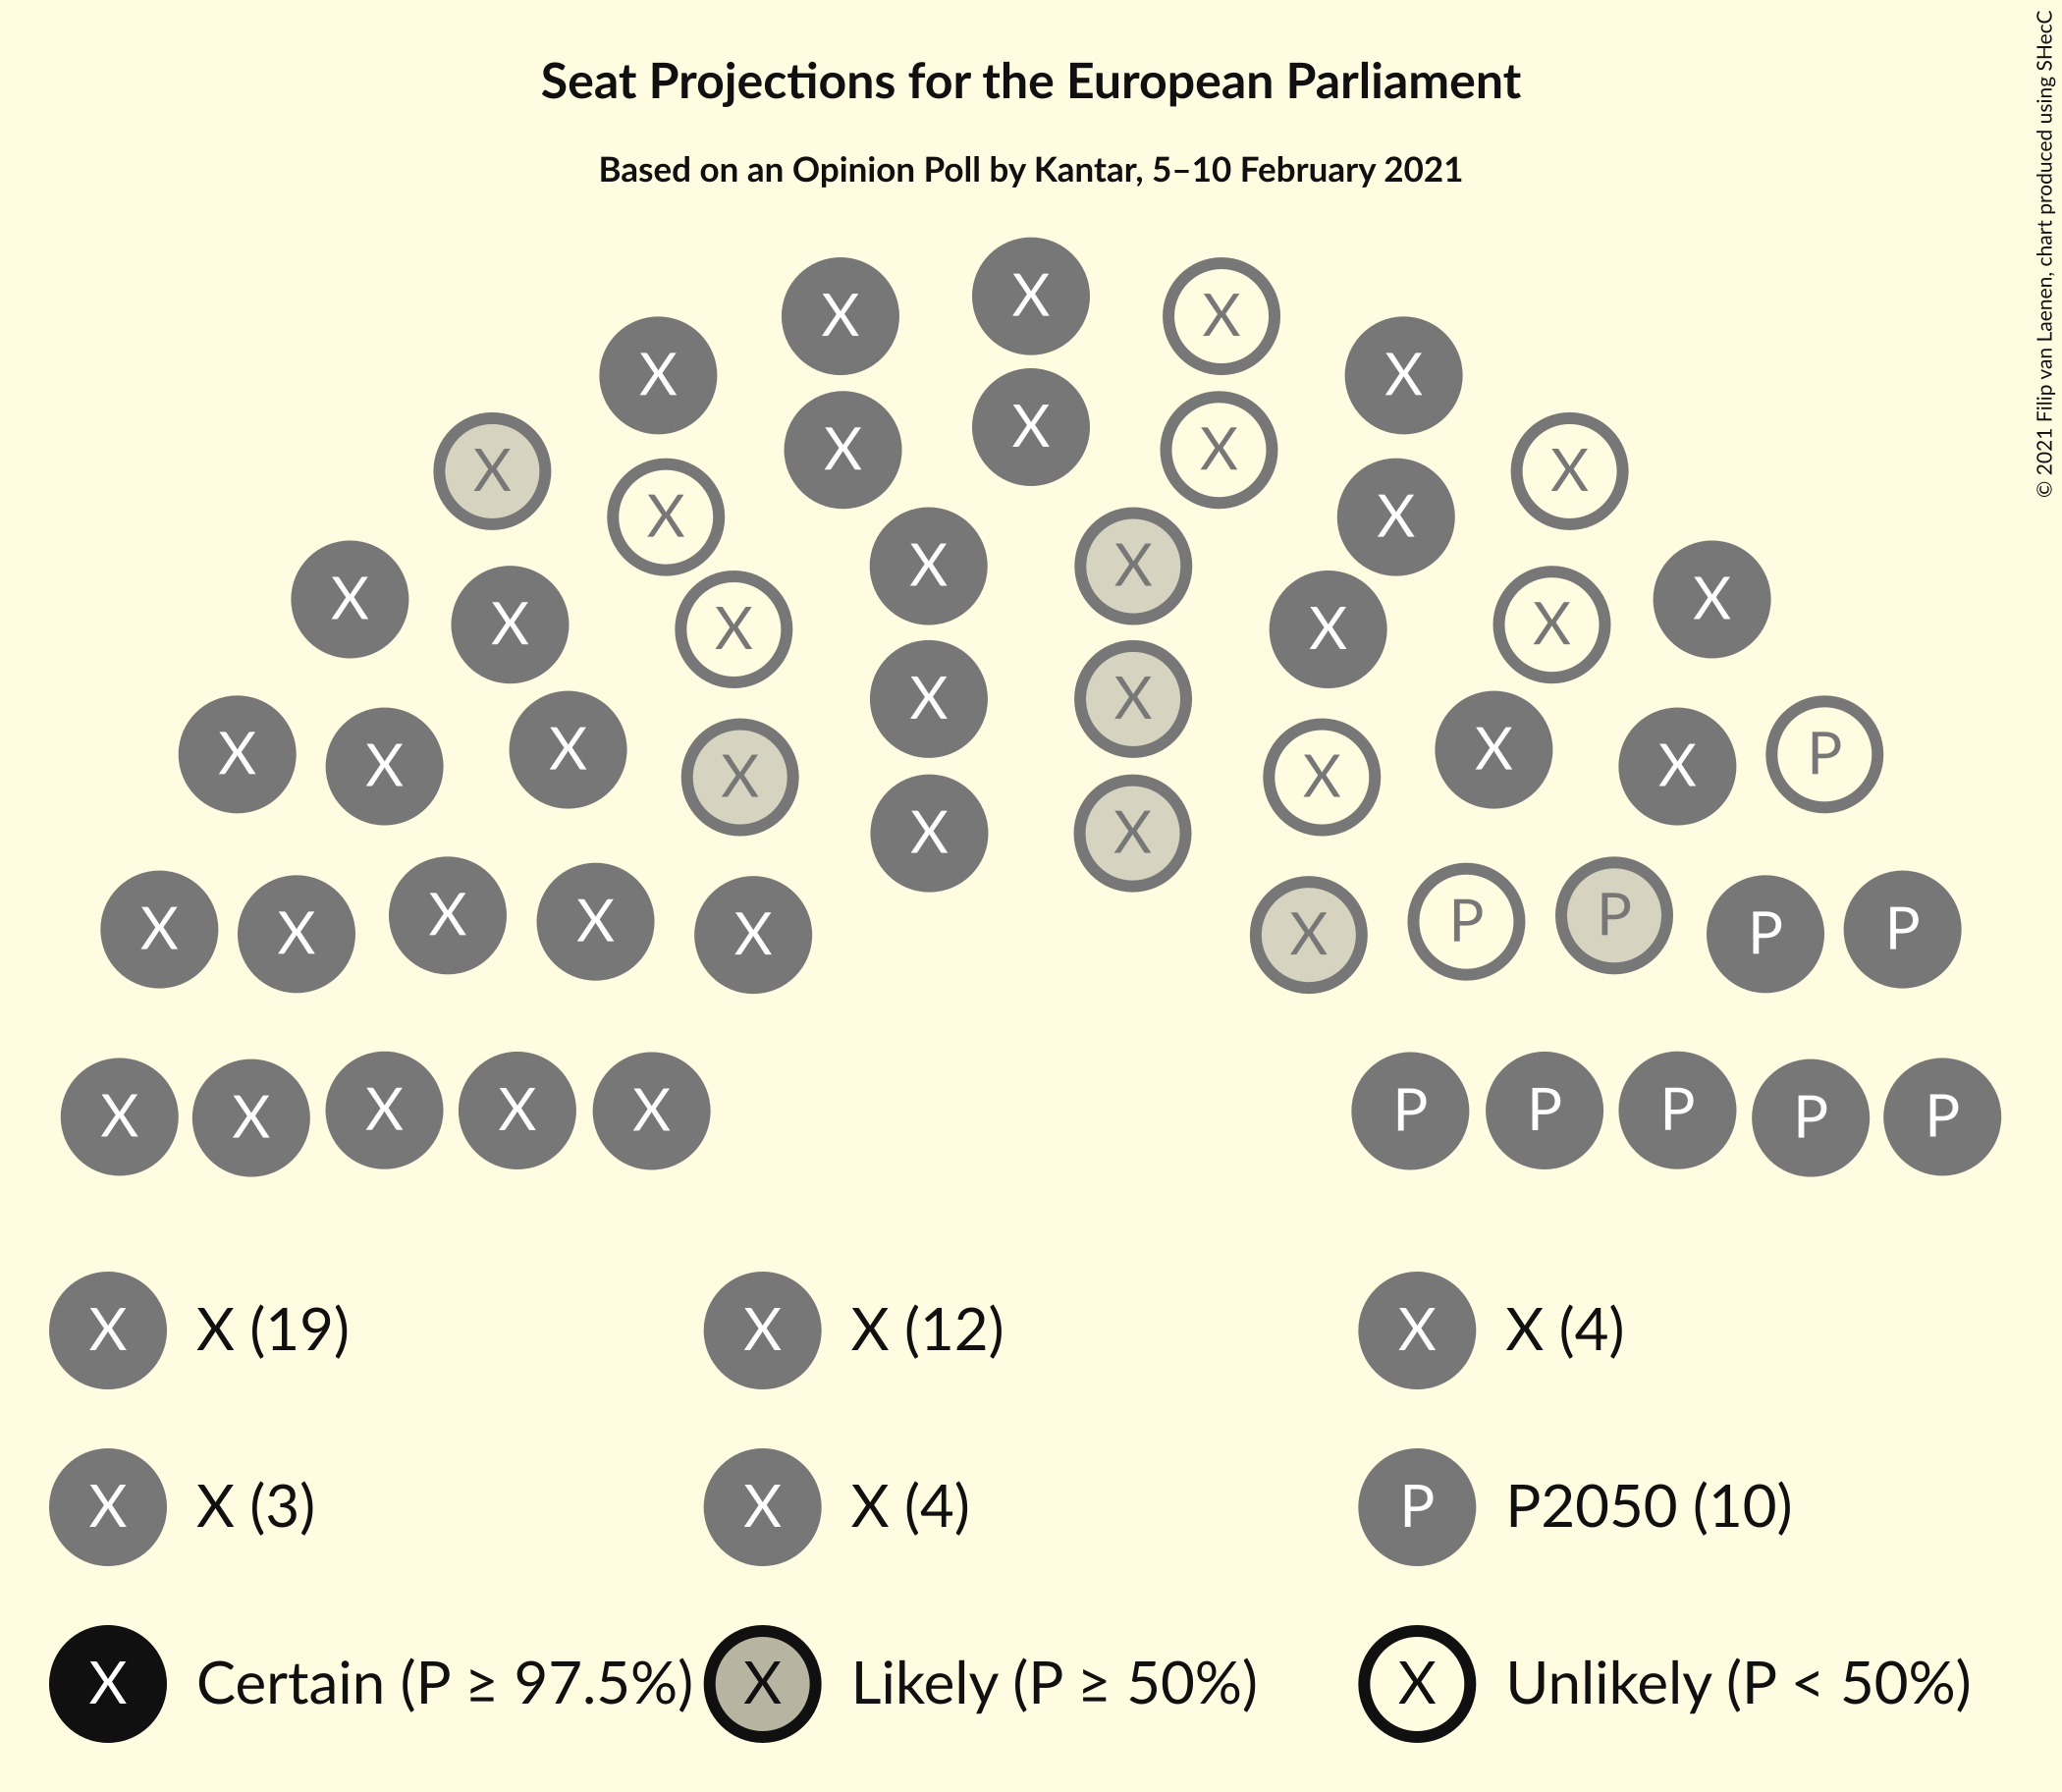 Seat Projections for the European Parliament
Based on an Opinion Poll by Kantar, 5–10 February 2021
© 2021 Filip van Laenen, chart produced using SHecC
X
X X
X X
X
X X
X X
X X
X X
X X
X X
X X X X
X X
X X X X
X X
X X X P
X X
X X
X X X P P
X X X P P
X X X X X P P P P P
X X (19) X X (12) X X (4)
X X (3) X X (4) P P2050 (10)
X Certain (P ≥ 97.5%) X Likely (P ≥ 50%) X Unlikely (P < 50%)